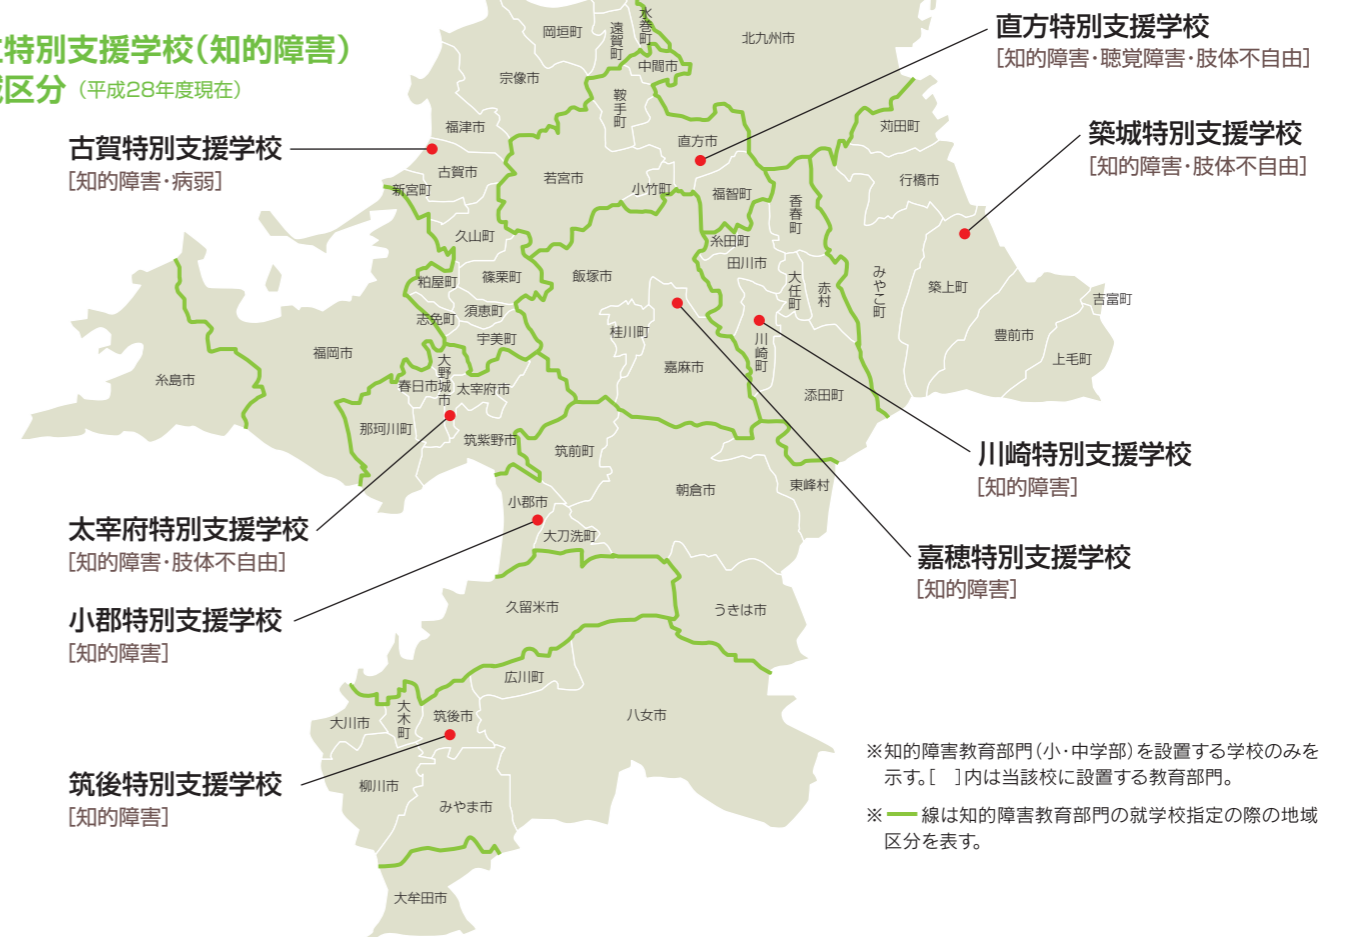 特別支援学校(知的障害)
区分 (平成28年度現在)
古賀特別支援学校
[知的障害・病弱]
直方特別支援学校
[知的障害・聴覚障害・肢体不自由]
築城特別支援学校
[知的障害・肢体不自由]
岡垣町
遠賀町
水巻町
北九州市
中間市
宗像市
鞍手町
福津市
直方市
苅田町
古賀市
若宮市
小竹町
福智町
行橋市
新宮町
香春町
久山町
糸田町
田川市
粕屋町
篠栗町
飯塚市
大任町
赤村
みやこ町
築上町
吉富町
志免町
須恵町
宇美町
桂川町
川崎町
豊前市
上毛町
福岡市
糸島市
大野城市
春日市
太宰府市
嘉麻市
添田町
那珂川町
筑紫野市
筑前町
朝倉市
東峰村
小郡市
大刀洗町
川崎特別支援学校
[知的障害]
太宰府特別支援学校
[知的障害・肢体不自由]
嘉穂特別支援学校
[知的障害]
小郡特別支援学校
[知的障害]
久留米市
うきは市
広川町
八女市
大川市
大木町
筑後市
柳川市
みやま市
大牟田市
筑後特別支援学校
[知的障害]
※知的障害教育部門(小・中学部)を設置する学校のみを
示す。[ ]内は当該校に設置する教育部門。
※ 線は知的障害教育部門の就学校指定の際の地域
区分を表す。